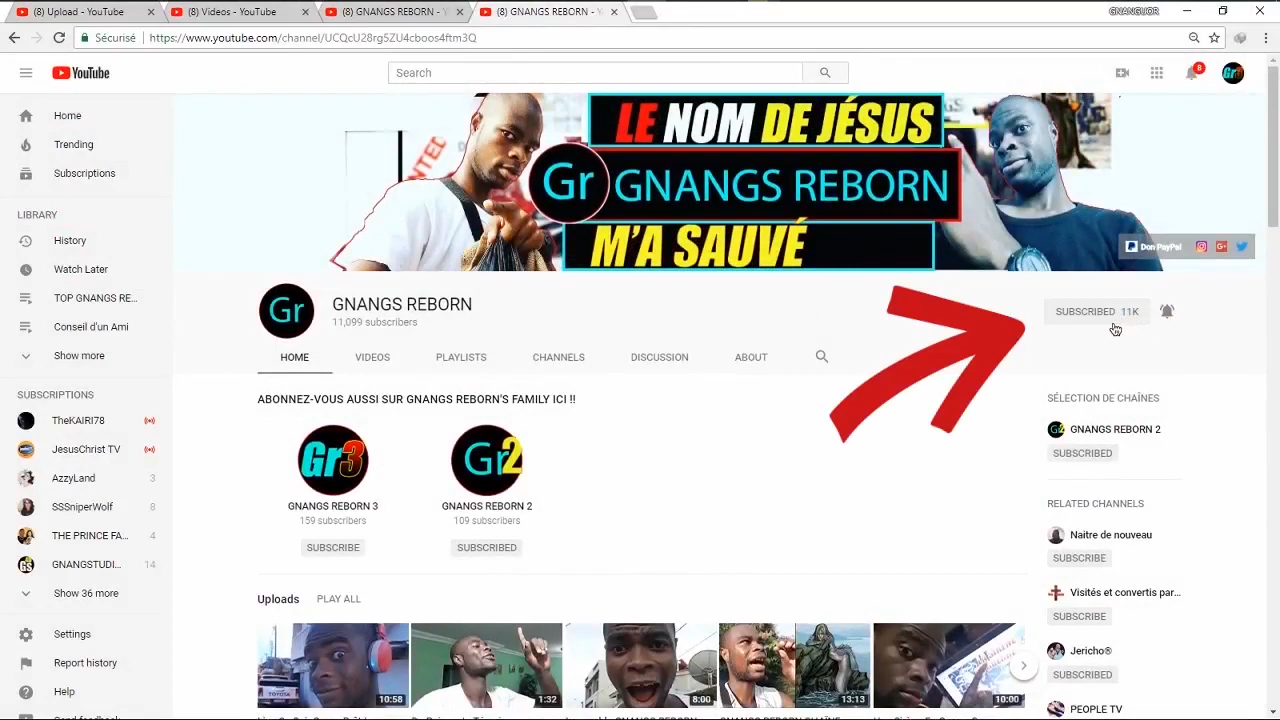 (8) Upload - YouTube
(8) Videos - YouTube
(8) GNANGS REBORN - Y
(8) GNANGS REBORN - Y
GNANGUOR
Sécurisé
https://www.youtube.com/channel/UCQcU28rg5ZU4cboos4ftm3Q
YouTube
Search
8
Gr3
Home
Trending
Subscriptions
LIBRARY
History
Watch Later
TOP GNANGS RE...
Conseil d'un Ami
Show more
SUBSCRIPTIONS
TheKAIRI78
JesusChrist TV
AzzyLand 3
SSSniperWolf 8
THE PRINCE FA... 4
GNANGSTUDI... 14
Show 36 more
Settings
Report history
Help
Send feedback
LE NOM DE JÉSUS
Gr GNANGS REBORN
M'A SAUVÉ
Don PayPal
Gr
GNANGS REBORN
11,099 subscribers
SUBSCRIBED 11K
HOME
VIDEOS
PLAYLISTS
CHANNELS
DISCUSSION
ABOUT
ABONNEZ-VOUS AUSSI SUR GNANGS REBORN'S FAMILY ICI !!
Gr3
GNANGS REBORN 3
159 subscribers
SUBSCRIBE
Gr2
GNANGS REBORN 2
109 subscribers
SUBSCRIBED
Uploads
PLAY ALL
TOYOTA
10:58
1:32
8:00
13:13
10:00
SÉLECTION DE CHAÎNES
Gr2
GNANGS REBORN 2
SUBSCRIBED
RELATED CHANNELS
Naitre de nouveau
SUBSCRIBE
Visités et convertis par...
SUBSCRIBE
Jericho®
SUBSCRIBED
PEOPLE TV